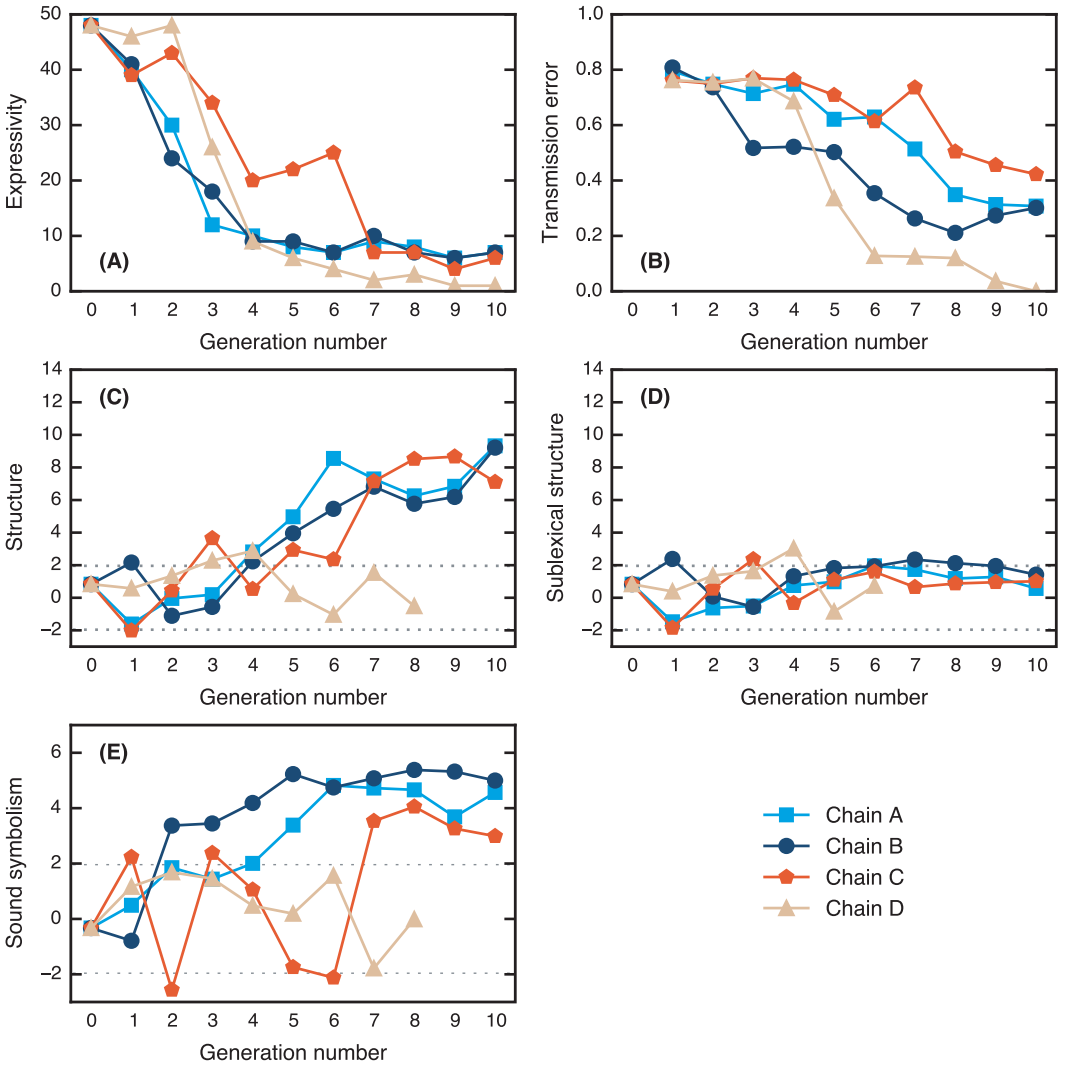 50
40
30
20
10
0
Expressivity
(A)
0 1 2 3 4 5 6 7 8 9 10
Generation number
1.0
0.8
0.6
0.4
0.2
0.0
Transmission error
(B)
1 2 3 4 5 6 7 8 9 10
Generation number
14
12
10
8
6
4
2
0
−2
Structure
(C)
0 1 2 3 4 5 6 7 8 9 10
Generation number
14
12
10
8
6
4
2
0
−2
Sublexical structure
(D)
0 1 2 3 4 5 6 7 8 9 10
Generation number
6
4
2
0
−2
Sound symbolism
(E)
0 1 2 3 4 5 6 7 8 9 10
Generation number
Chain A
Chain B
Chain C
Chain D